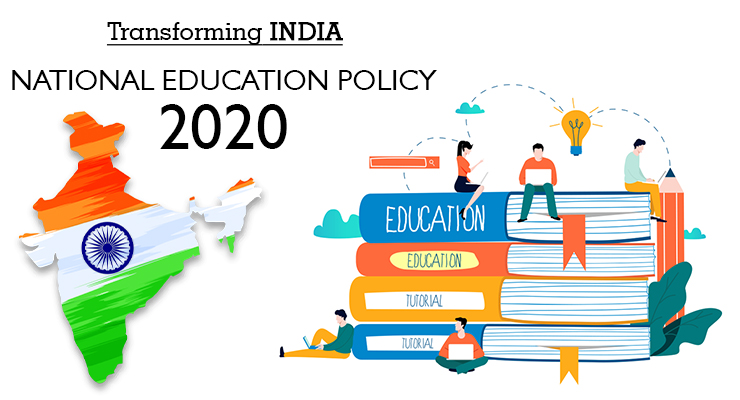 Transforming INDIA
NATIONAL EDUCATION POLICY
2020
EDUCATION
EDUCATION
TUTORIAL
TUTORIAL